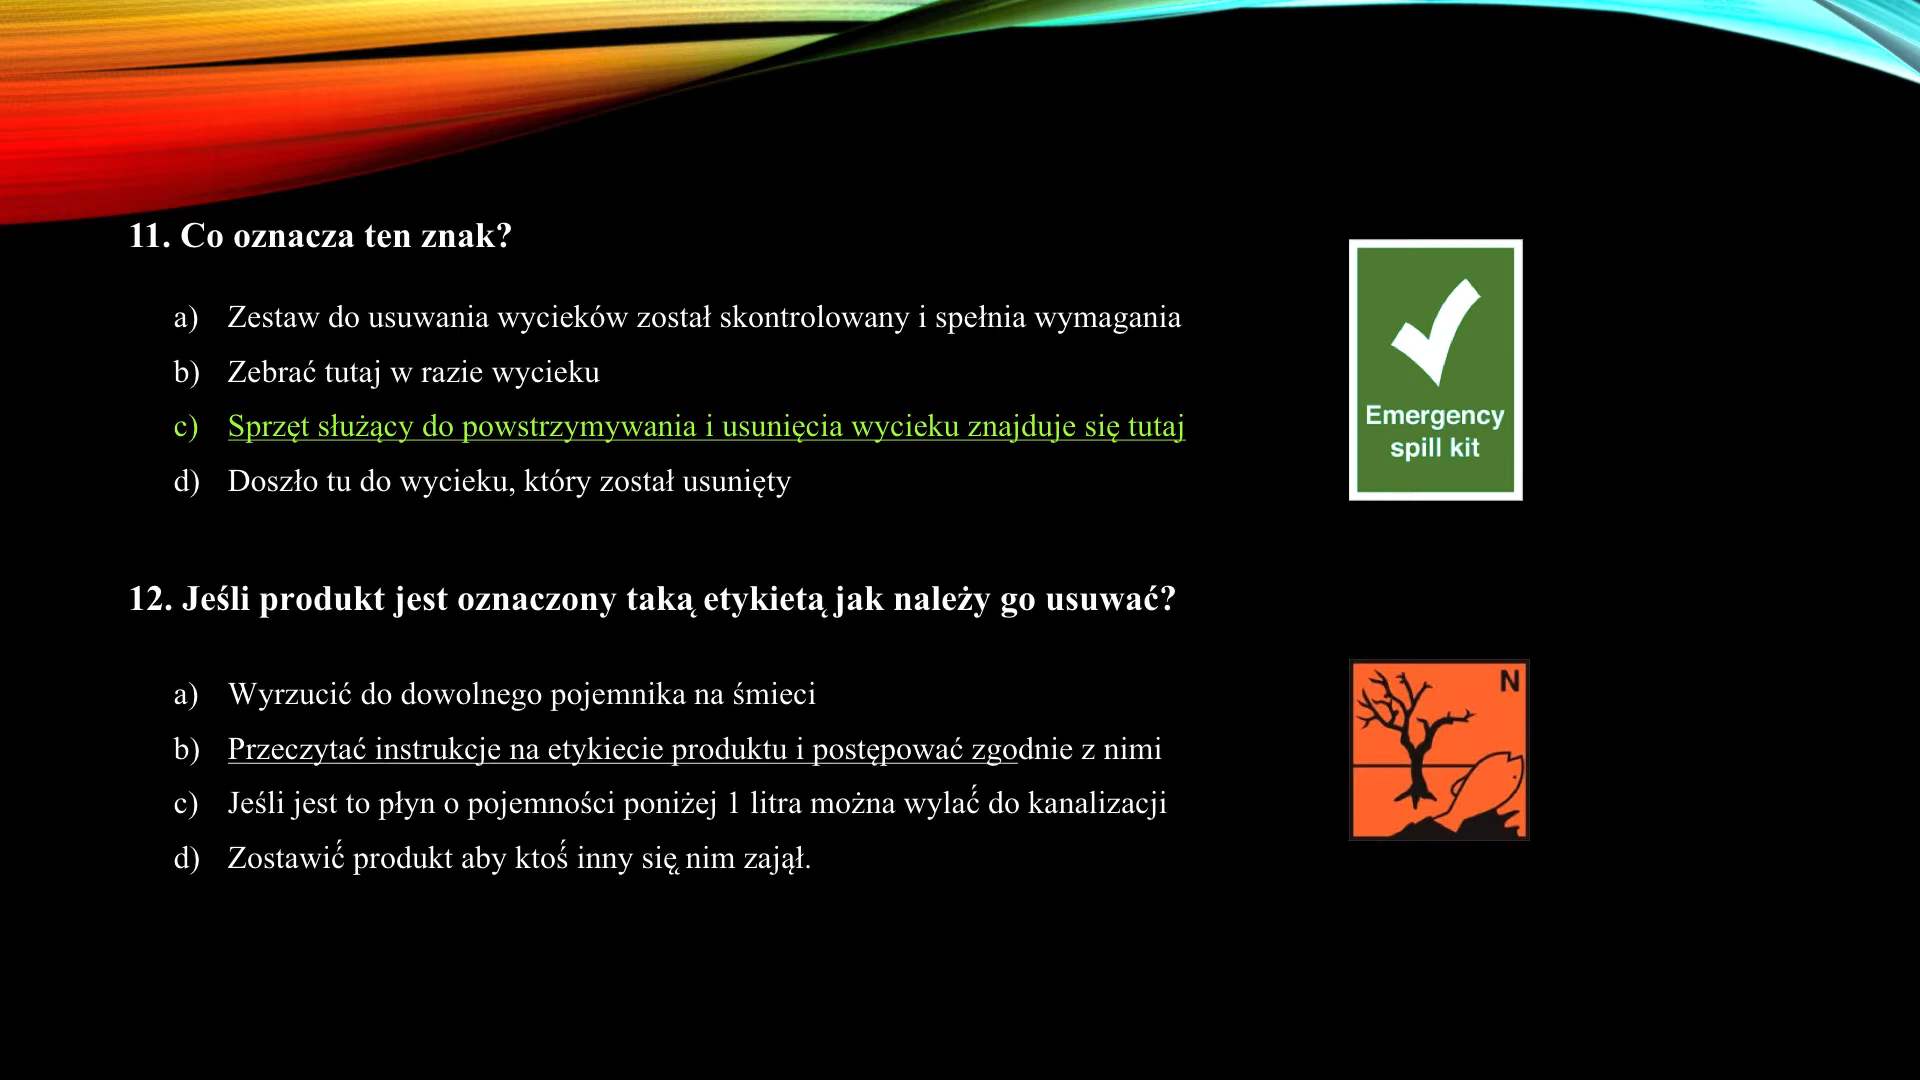 11. Co oznacza ten znak?
a) Zestaw do usuwania wycieków został skontrolowany i spełnia wymagania
b) Zebrać tutaj w razie wycieku
c) Sprzęt służący do powstrzymywania i usunięcia wycieku znajduje się tutaj
d) Doszło tu do wycieku, który został usunięty
Emergency
spill kit
12. Jeśli produkt jest oznaczony taką etykietą jak należy go usuwać?
a) Wyrzucić do dowolnego pojemnika na śmieci
b) Przeczytać instrukcje na etykiecie produktu i postępować zgodnie z nimi
c) Jeśli jest to płyn o pojemności poniżej 1 litra można wylać do kanalizacji
d) Zostawić produkt aby ktoś inny się nim zajął.
N